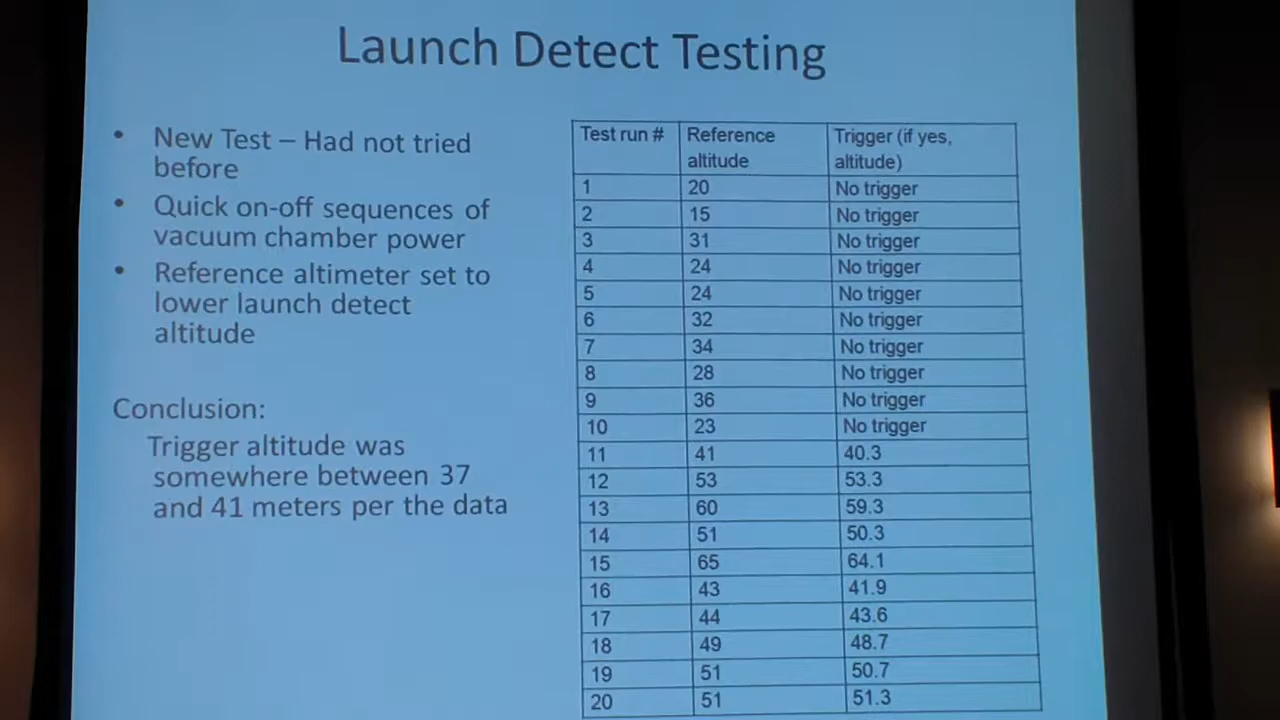 Launch Detect Testing
• New Test – Had not tried
before
• Quick on-off sequences of
vacuum chamber power
• Reference altimeter set to
lower launch detect
altitude
Conclusion:
Trigger altitude was
somewhere between 37
and 41 meters per the data
Test run # Reference altitude Trigger (if yes, altitude)
1 20 No trigger
2 15 No trigger
3 31 No trigger
4 24 No trigger
5 24 No trigger
6 32 No trigger
7 34 No trigger
8 28 No trigger
9 36 No trigger
10 23 No trigger
11 41 40.3
12 53 53.3
13 60 59.3
14 51 50.3
15 65 64.1
16 43 41.9
17 44 43.6
18 49 48.7
19 51 50.7
20 51 51.3